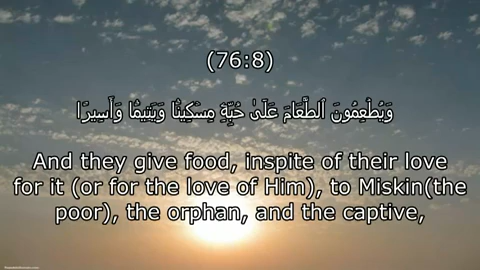 (76:8)
وَيُطْعِمُونَ ٱلطَّعَامَ عَلَىٰ حُبِّهِۦ مِسْكِينًا وَيَتِيمًا وَأَسِيرًا
And they give food, inspite of their love
for it (or for the love of Him), to Miskin(the
poor), the orphan, and the captive,